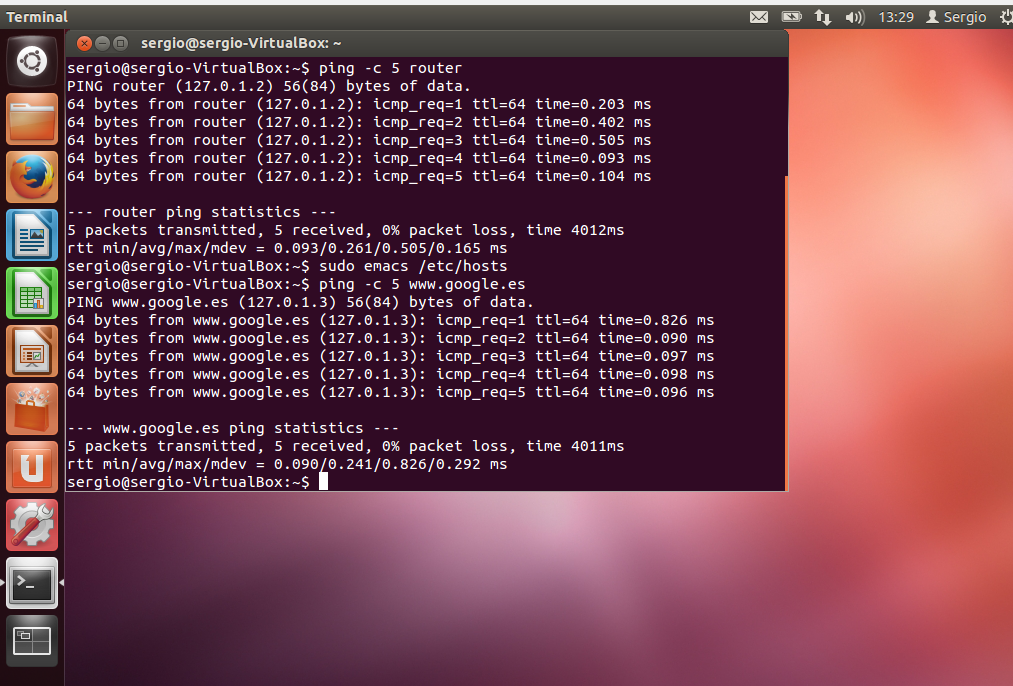 Terminal
13:29 Sergio
sergio@sergio-VirtualBox: ~
sergio@sergio-VirtualBox:~$ ping -c 5 router
PING router (127.0.1.2) 56(84) bytes of data.
64 bytes from router (127.0.1.2): icmp_req=1 ttl=64 time=0.203 ms
64 bytes from router (127.0.1.2): icmp_req=2 ttl=64 time=0.402 ms
64 bytes from router (127.0.1.2): icmp_req=3 ttl=64 time=0.505 ms
64 bytes from router (127.0.1.2): icmp_req=4 ttl=64 time=0.093 ms
64 bytes from router (127.0.1.2): icmp_req=5 ttl=64 time=0.104 ms
--- router ping statistics ---
5 packets transmitted, 5 received, 0% packet loss, time 4012ms
rtt min/avg/max/mdev = 0.093/0.261/0.505/0.165 ms
sergio@sergio-VirtualBox:~$ sudo emacs /etc/hosts
sergio@sergio-VirtualBox:~$ ping -c 5 www.google.es
PING www.google.es (127.0.1.3) 56(84) bytes of data.
64 bytes from www.google.es (127.0.1.3): icmp_req=1 ttl=64 time=0.826 ms
64 bytes from www.google.es (127.0.1.3): icmp_req=2 ttl=64 time=0.090 ms
64 bytes from www.google.es (127.0.1.3): icmp_req=3 ttl=64 time=0.097 ms
64 bytes from www.google.es (127.0.1.3): icmp_req=4 ttl=64 time=0.098 ms
64 bytes from www.google.es (127.0.1.3): icmp_req=5 ttl=64 time=0.096 ms
--- www.google.es ping statistics ---
5 packets transmitted, 5 received, 0% packet loss, time 4011ms
rtt min/avg/max/mdev = 0.090/0.241/0.826/0.292 ms
sergio@sergio-VirtualBox:~$